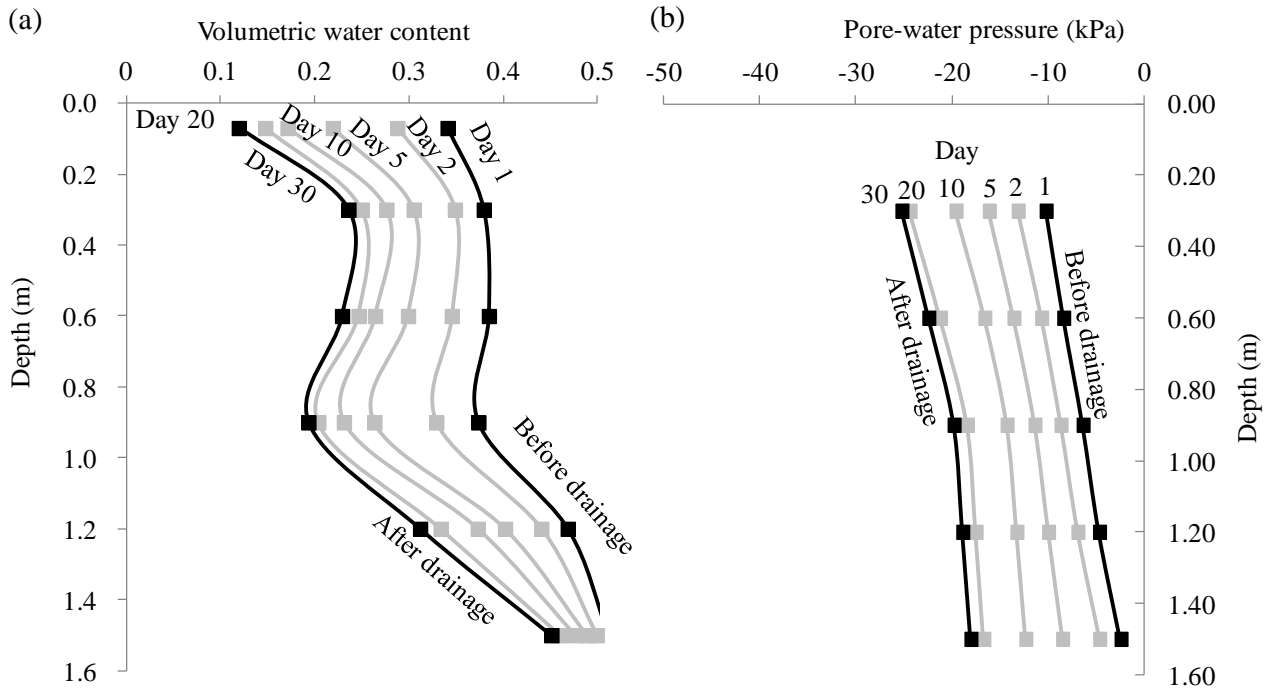 (a)
Volumetric water content
0 0.1 0.2 0.3 0.4 0.5
0.0
0.2
0.4
0.6
0.8
1.0
1.2
1.4
1.6
Depth (m)
Day 20
Day 30
Day 10
Day 5
Day 2
Day 1
Before drainage
After drainage
(b)
Pore-water pressure (kPa)
-50 -40 -30 -20 -10 0
0.00
0.20
0.40
0.60
0.80
1.00
1.20
1.40
1.60
Depth (m)
Day
30 20 10 5 2 1
After drainage
Before drainage